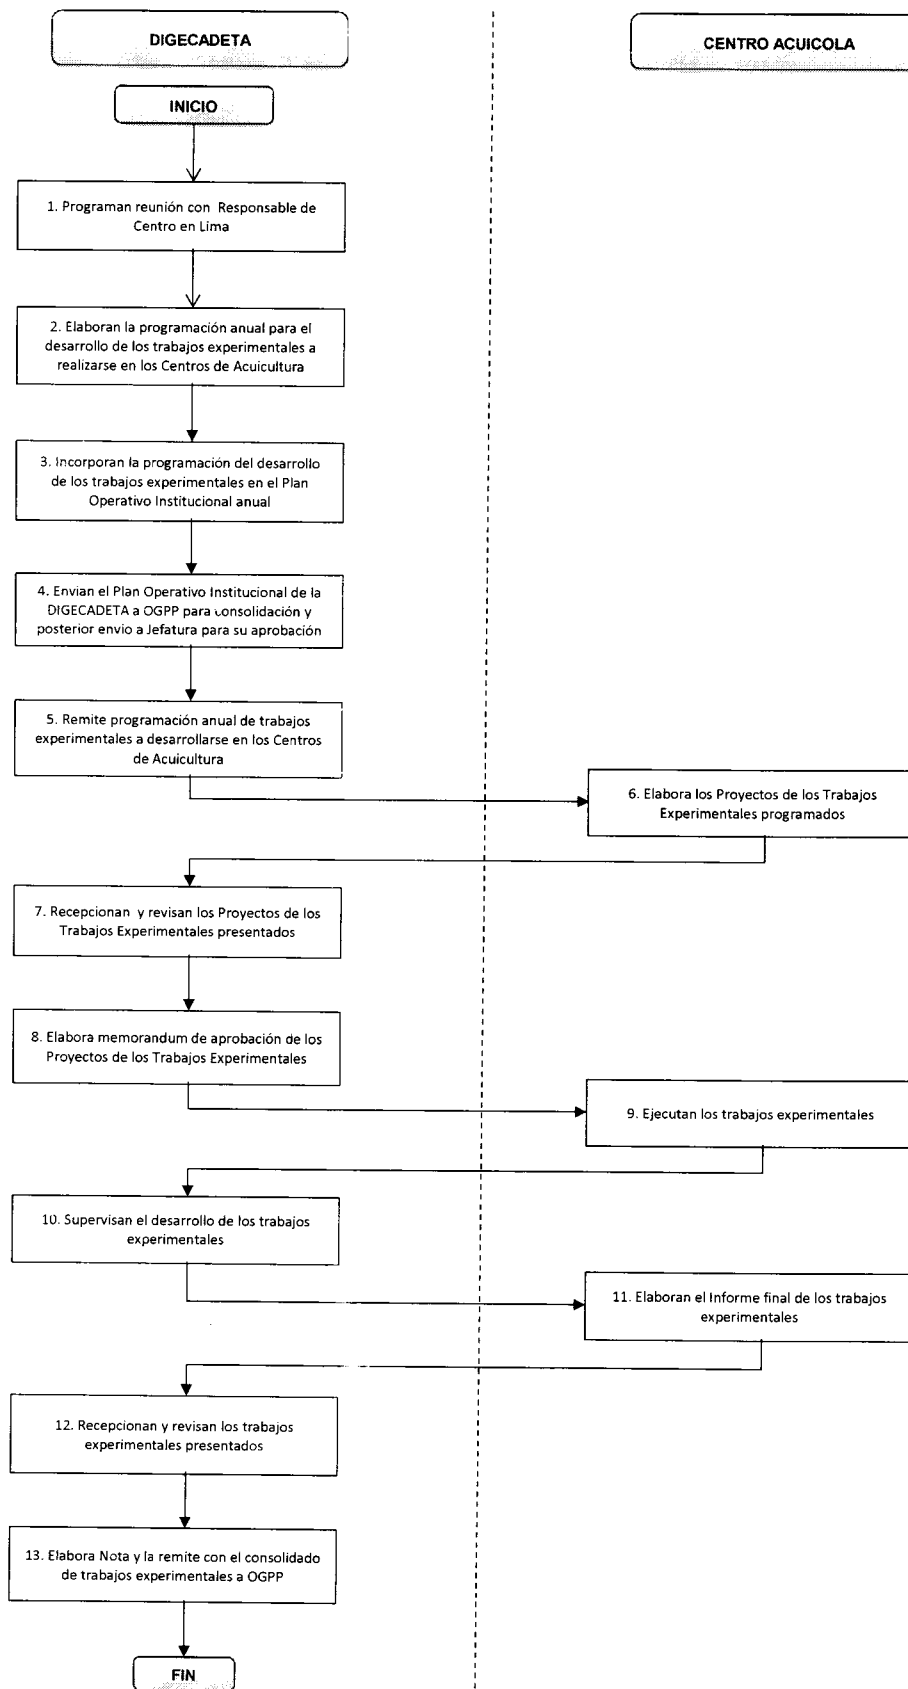 DIGECADETA
CENTRO ACUICOLA
INICIO
1. Programan reunión con Responsable de
Centro en Lima
2. Elaboran la programación anual para el
desarrollo de los trabajos experimentales a
realizarse en los Centros de Acuicultura
3. Incorporan la programación del desarrollo
de los trabajos experimentales en el Plan
Operativo Institucional anual
4. Envian el Plan Operativo Institucional de la
DIGECADETA a OGPP para consolidación y
posterior envio a Jefatura para su aprobación
5. Remite programación anual de trabajos
experimentales a desarrollarse en los Centros
de Acuicultura
6. Elabora los Proyectos de los Trabajos
Experimentales programados
7. Recepcionan y revisan los Proyectos de los
Trabajos Experimentales presentados
8. Elabora memorandum de aprobación de los
Proyectos de los Trabajos Experimentales
9. Ejecutan los trabajos experimentales
10. Supervisan el desarrollo de los trabajos
experimentales
11. Elaboran el Informe final de los trabajos
experimentales
12. Recepcionan y revisan los trabajos
experimentales presentados
13. Elabora Nota y la remite con el consolidado
de trabajos experimentales a OGPP
FIN